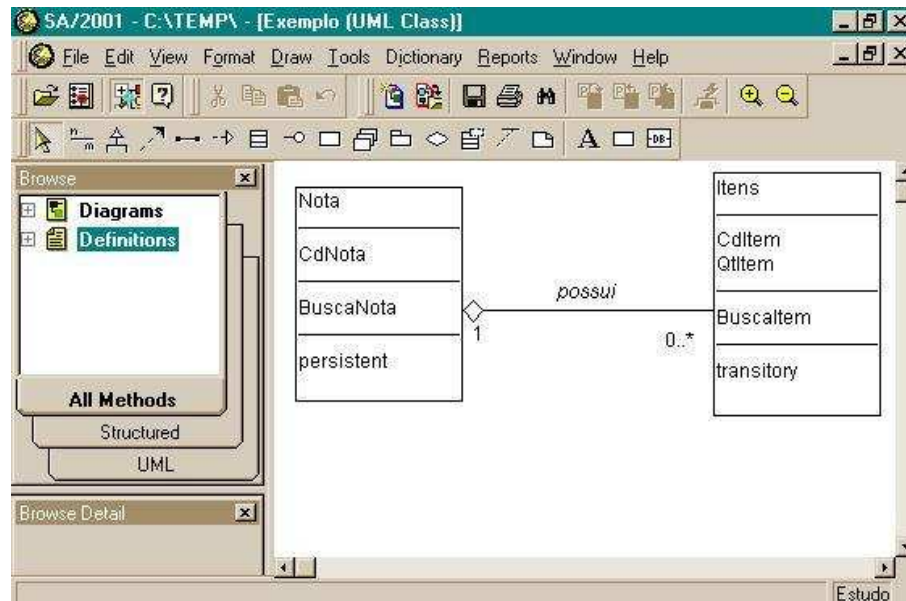 SA/2001 - C:\TEMP\ - [Exemplo (UML Class)]
File Edit View Format Draw Tools Dictionary Reports Window Help
Browse
Diagrams
Definitions
All Methods
Structured
UML
Browse Detail
Nota
CdNota
BuscaNota
persistent
possui
1
0..*
Itens
CdItem
QtItem
BuscaItem
transitory
Estudo